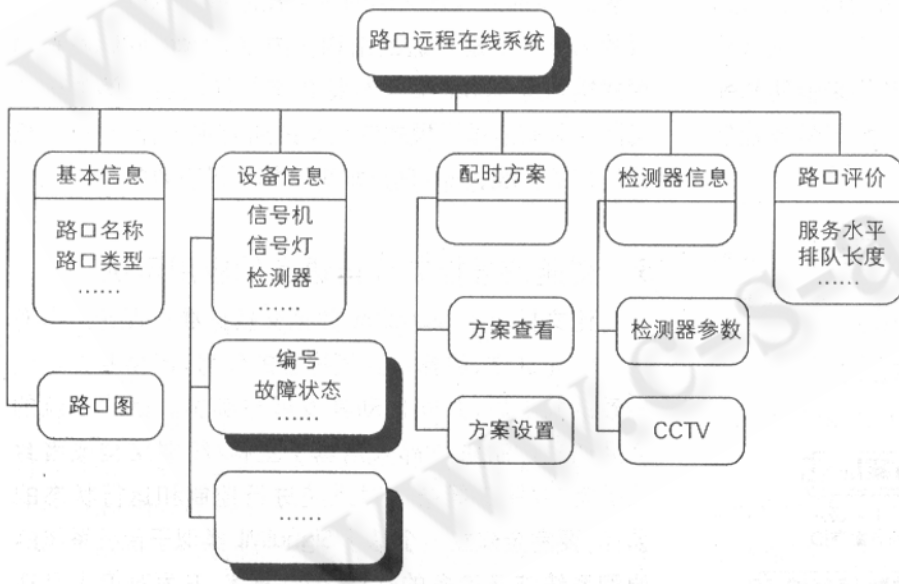 路口远程在线系统
基本信息
路口名称
路口类型
……
路口图
设备信息
信号机
信号灯
检测器
……
编号
故障状态
……
……
配时方案
方案查看
方案设置
检测器信息
检测器参数
CCTV
路口评价
服务水平
排队长度
……